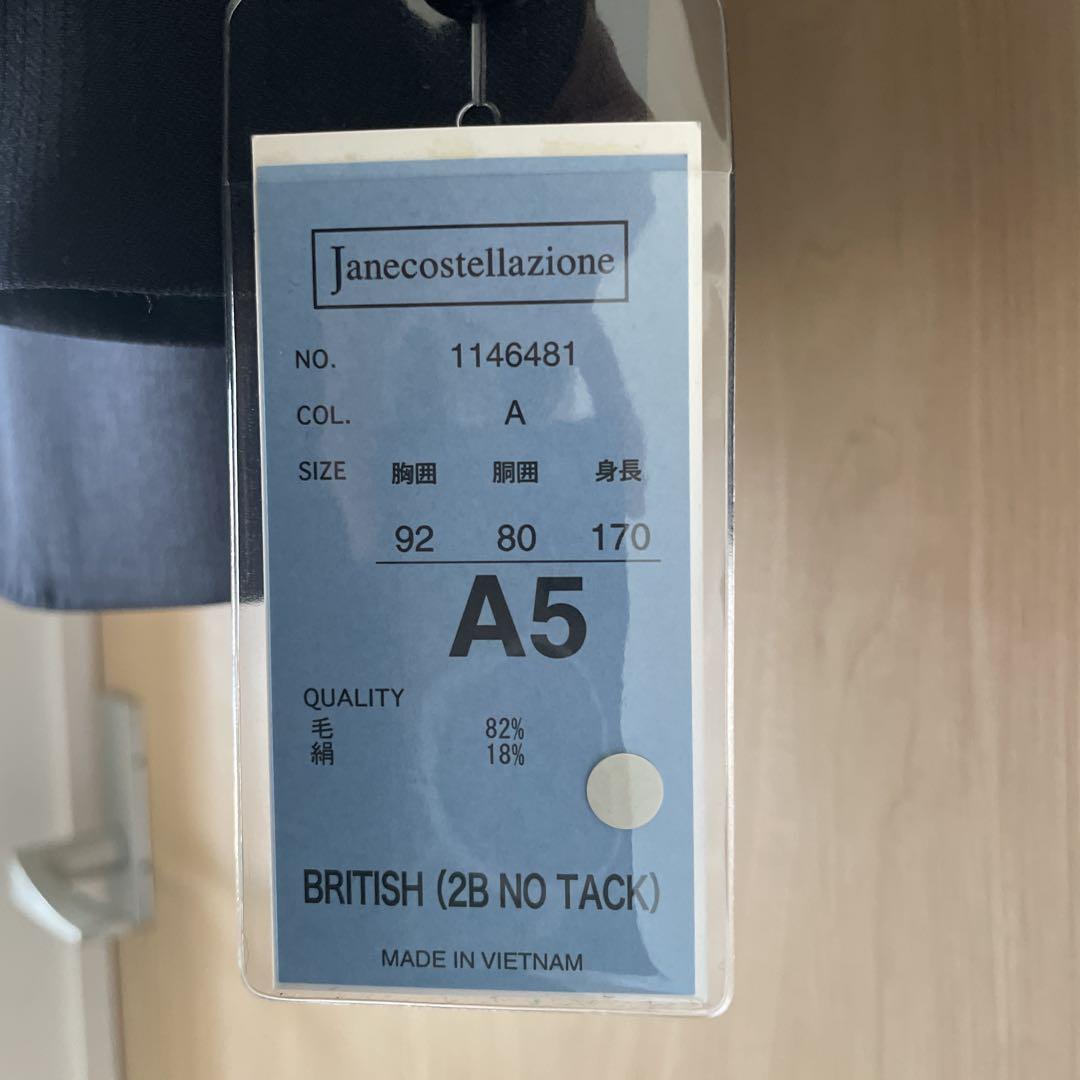 Janecostellazione
NO. 1146481
COL. A
SIZE 胸囲 胴囲 身長
92 80 170
A5
QUALITY
毛 82%
絹 18%
BRITISH (2B NO TACK)
MADE IN VIETNAM